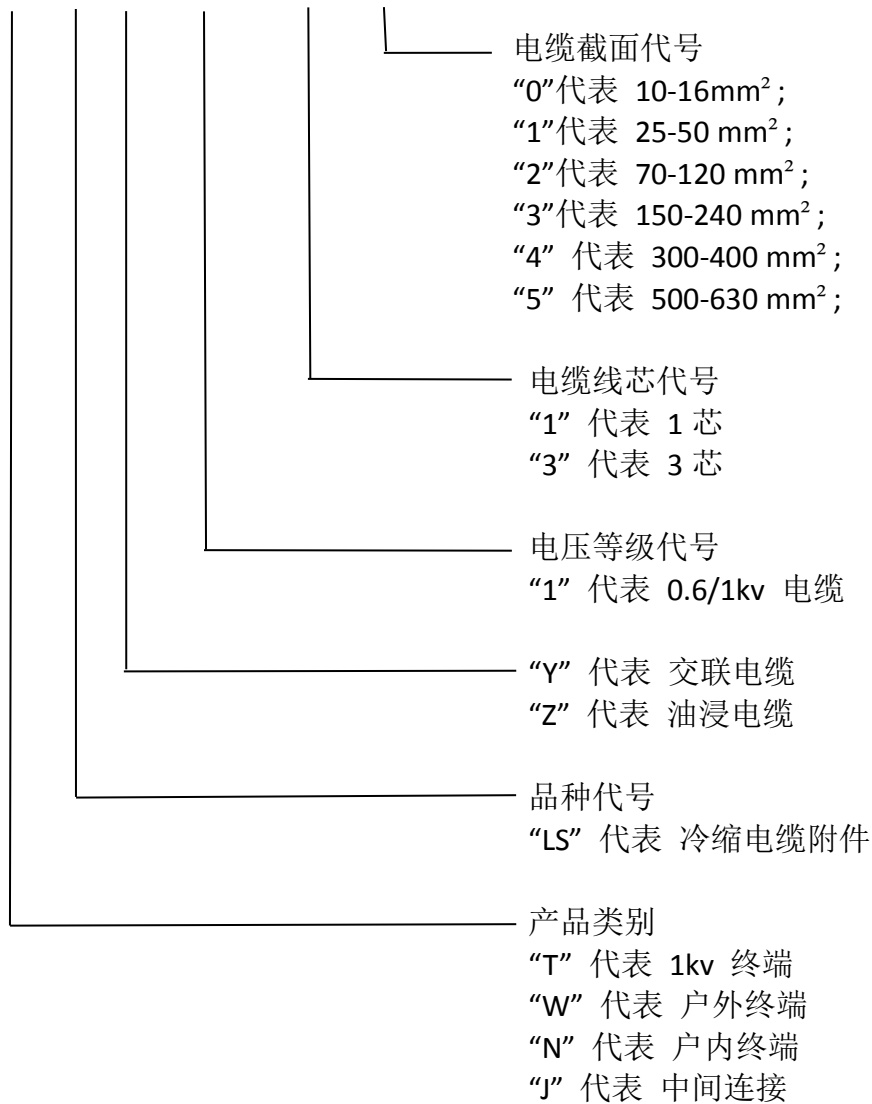 电缆截面代号
“0”代表 10-16mm²;
“1”代表 25-50 mm²;
“2”代表 70-120 mm²;
“3”代表 150-240 mm²;
“4” 代表 300-400 mm²;
“5” 代表 500-630 mm²;
电缆线芯代号
“1” 代表 1 芯
“3” 代表 3 芯
电压等级代号
“1” 代表 0.6/1kv 电缆
“Y” 代表 交联电缆
“Z” 代表 油浸电缆
品种代号
“LS” 代表 冷缩电缆附件
产品类别
“T” 代表 1kv 终端
“W” 代表 户外终端
“N” 代表 户内终端
“J” 代表 中间连接